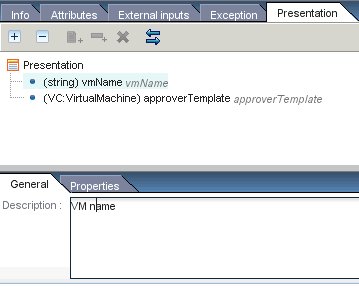 Info Attributes External inputs Exception Presentation
Presentation
(string) vmName vmName
(VC:VirtualMachine) approverTemplate approverTemplate
General Properties
Description : VM name